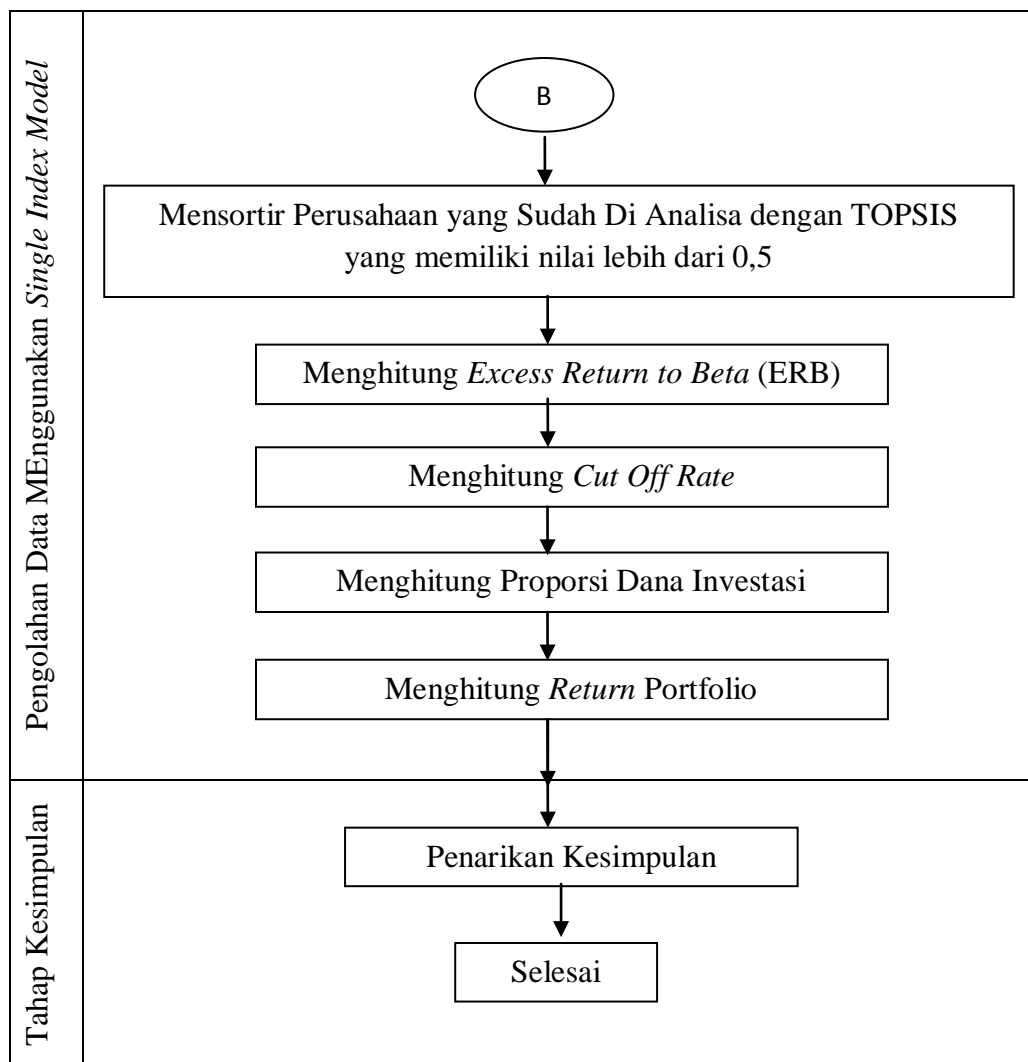 Pengolahan Data MEnggunakan Single Index Model
B
Mensortir Perusahaan yang Sudah Di Analisa dengan TOPSIS
yang memiliki nilai lebih dari 0,5
Menghitung Excess Return to Beta (ERB)
Menghitung Cut Off Rate
Menghitung Proporsi Dana Investasi
Menghitung Return Portfolio
Tahap Kesimpulan
Penarikan Kesimpulan
Selesai